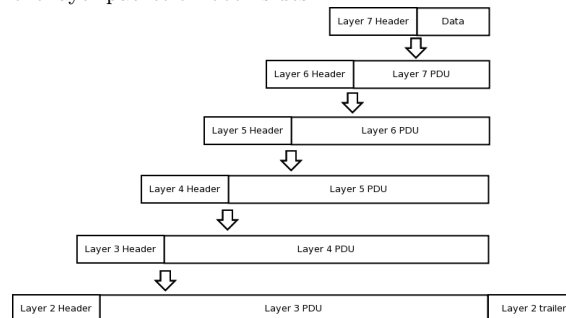 Layer 7 Header Data
Layer 6 Header Layer 7 PDU
Layer 5 Header Layer 6 PDU
Layer 4 Header Layer 5 PDU
Layer 3 Header Layer 4 PDU
Layer 2 Header Layer 3 PDU Layer 2 trailer